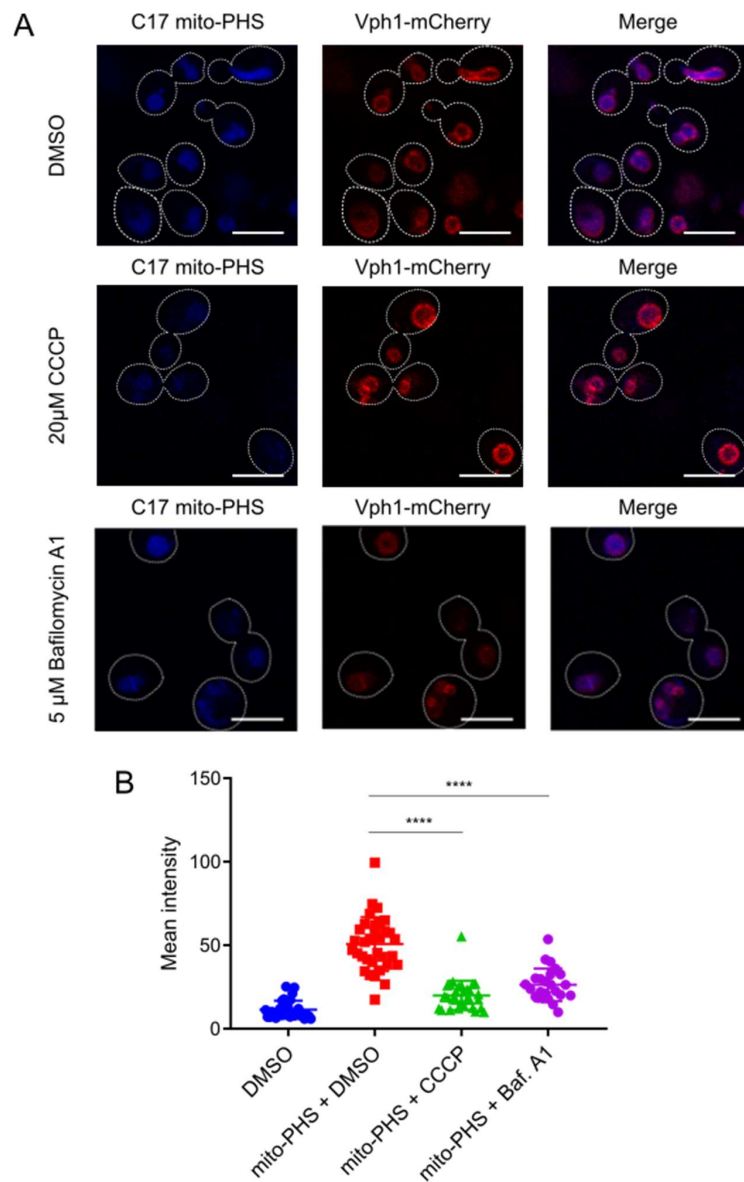 A
C17 mito-PHS Vph1-mCherry Merge
DMSO
C17 mito-PHS Vph1-mCherry Merge
20µM CCCP
C17 mito-PHS Vph1-mCherry Merge
5 µM Bafilomycin A1
B
Mean intensity
150
100
50
0
****
****
DMSO
mito-PHS + DMSO
mito-PHS + CCCP
mito-PHS + Baf. A1